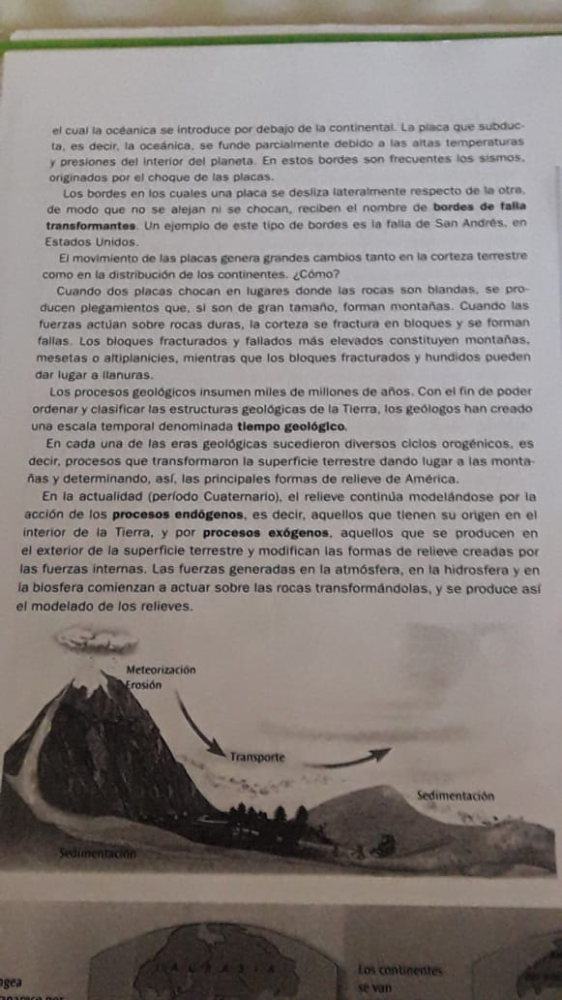 el cual la océanica se introduce por debajo de la continental. La placa que subduc-
ta, es decir, la oceánica, se funde parcialmente debido a las altas temperaturas
y presiones del interior del planeta. En estos bordes son frecuentes los sismos,
originados por el choque de las placas.
Los bordes en los cuales una placa se desliza lateralmente respecto de la otra,
de modo que no se alejan ni se chocan, reciben el nombre de bordes de falla
transformantes. Un ejemplo de este tipo de bordes es la falla de San Andrés, en
Estados Unidos.
El movimiento de las placas genera grandes cambios tanto en la corteza terrestre
como en la distribución de los continentes. ¿Cómo?
Cuando dos placas chocan en lugares donde las rocas son blandas, se pro-
ducen plegamientos que, si son de gran tamaño, forman montañas. Cuando las
fuerzas actúan sobre rocas duras, la corteza se fractura en bloques y se forman
fallas. Los bloques fracturados y fallados más elevados constituyen montañas,
mesetas o altiplanicies, mientras que los bloques fracturados y hundidos pueden
dar lugar a llanuras.
Los procesos geológicos insumen miles de millones de años. Con el fin de poder
ordenar y clasificar las estructuras geológicas de la Tierra, los geólogos han creado
una escala temporal denominada tiempo geológico.
En cada una de las eras geológicas sucedieron diversos ciclos orogénicos, es
decir, procesos que transformaron la superficie terrestre dando lugar a las monta-
ñas y determinando, así, las principales formas de relieve de América.
En la actualidad (período Cuaternario), el relieve continúa modelándose por la
acción de los procesos endógenos, es decir, aquellos que tienen su origen en el
interior de la Tierra, y por procesos exógenos, aquellos que se producen en
el exterior de la superficie terrestre y modifican las formas de relieve creadas por
las fuerzas internas. Las fuerzas generadas en la atmósfera, en la hidrosfera y en
la biosfera comienzan a actuar sobre las rocas transformándolas, y se produce así
el modelado de los relieves.
Meteorización
Erosión
Transporte
Sedimentación
Sedimentación
LAURASIA
Los continentes
se van